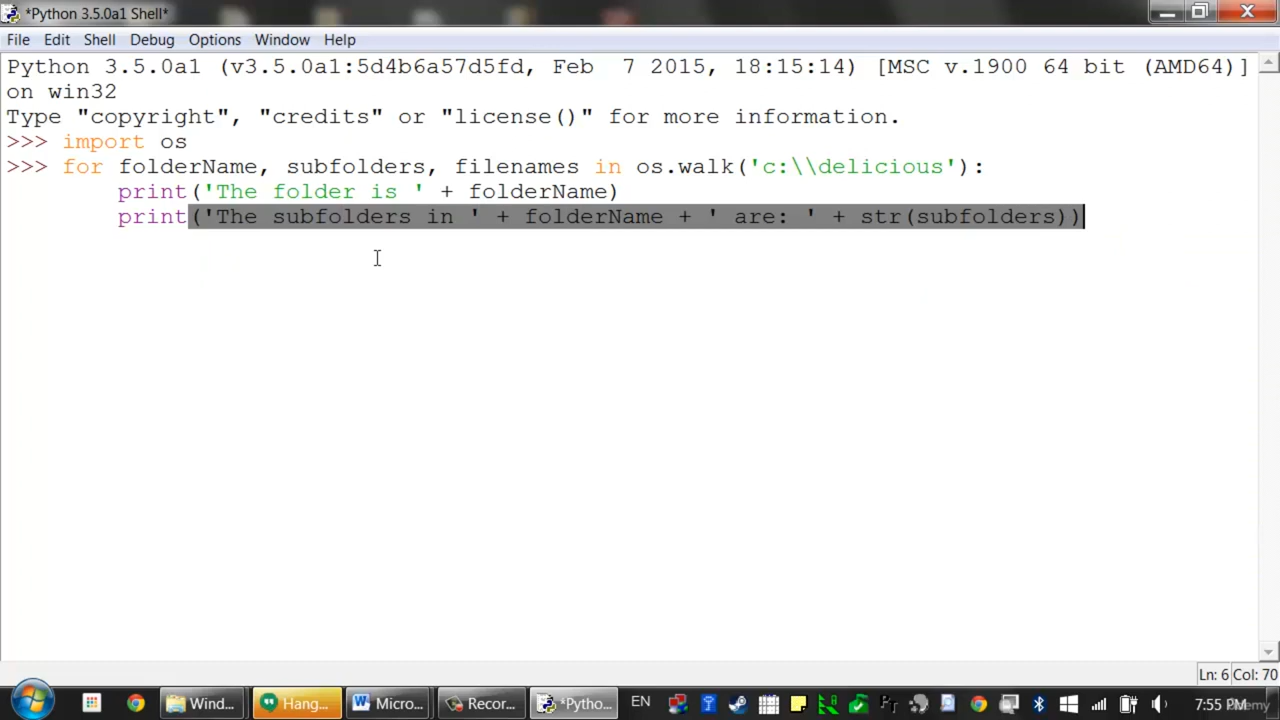 *Python 3.5.0a1 Shell*
File Edit Shell Debug Options Window Help
Python 3.5.0a1 (v3.5.0a1:5d4b6a57d5fd, Feb  7 2015, 18:15:14) [MSC v.1900 64 bit (AMD64)]
on win32
Type "copyright", "credits" or "license()" for more information.
>>> import os
>>> for folderName, subfolders, filenames in os.walk('c:\\delicious'):
        print('The folder is ' + folderName)
        print('The subfolders in ' + folderName + ' are: ' + str(subfolders))
Ln: 6 Col: 70
Wind... Hang... Micro... Recor... *Pytho... EN 7:55 PM
Udemy